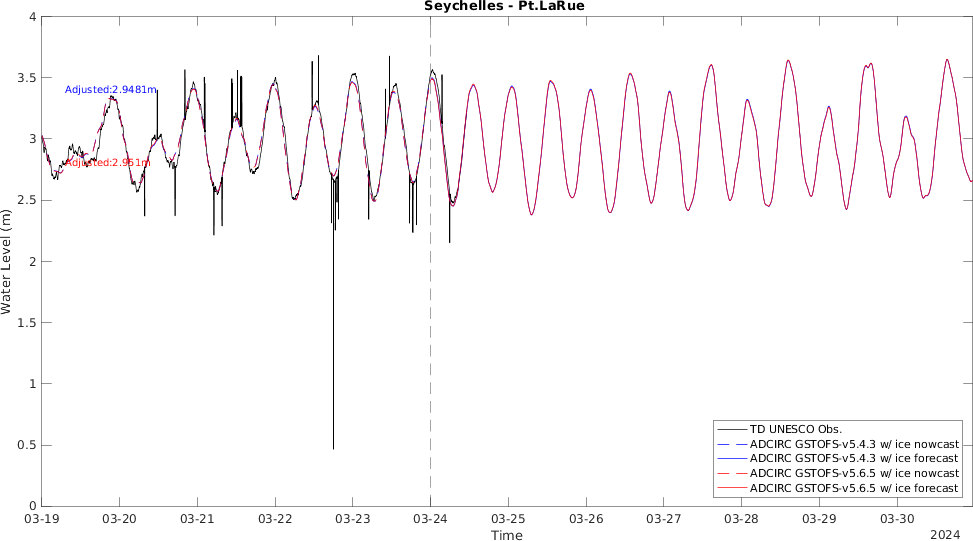 Seychelles - Pt.LaRue
4
3.5
3
2.5
2
1.5
1
0.5
0
Water Level (m)
Adjusted:2.9481m
Adjusted:2.951m
TD UNESCO Obs.
ADCIRC GSTOFS-v5.4.3 w/ ice nowcast
ADCIRC GSTOFS-v5.4.3 w/ ice forecast
ADCIRC GSTOFS-v5.6.5 w/ ice nowcast
ADCIRC GSTOFS-v5.6.5 w/ ice forecast
03-19 03-20 03-21 03-22 03-23 03-24 03-25 03-26 03-27 03-28 03-29 03-30
Time
2024